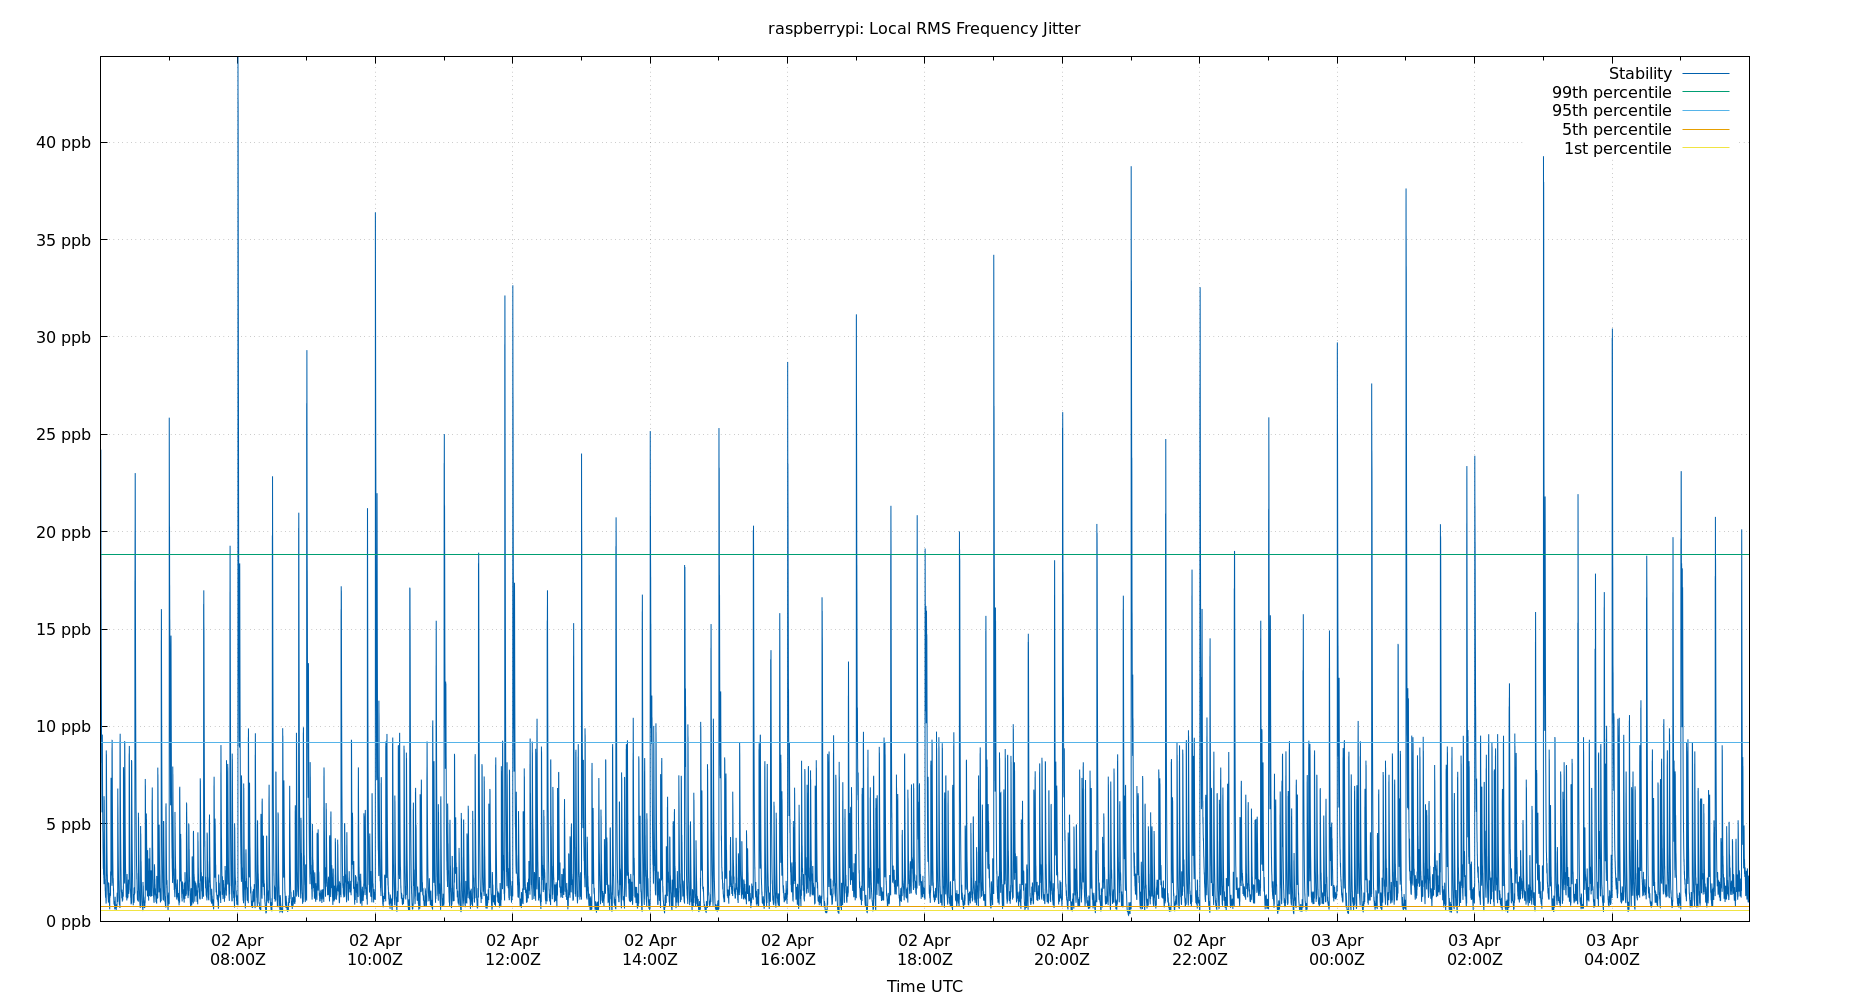 raspberrypi: Local RMS Frequency Jitter
Stability
99th percentile
95th percentile
5th percentile
1st percentile
40 ppb
35 ppb
30 ppb
25 ppb
20 ppb
15 ppb
10 ppb
5 ppb
0 ppb
02 Apr 02 Apr 02 Apr 02 Apr 02 Apr 02 Apr 02 Apr 02 Apr 03 Apr 03 Apr 03 Apr
08:00Z 10:00Z 12:00Z 14:00Z 16:00Z 18:00Z 20:00Z 22:00Z 00:00Z 02:00Z 04:00Z
Time UTC